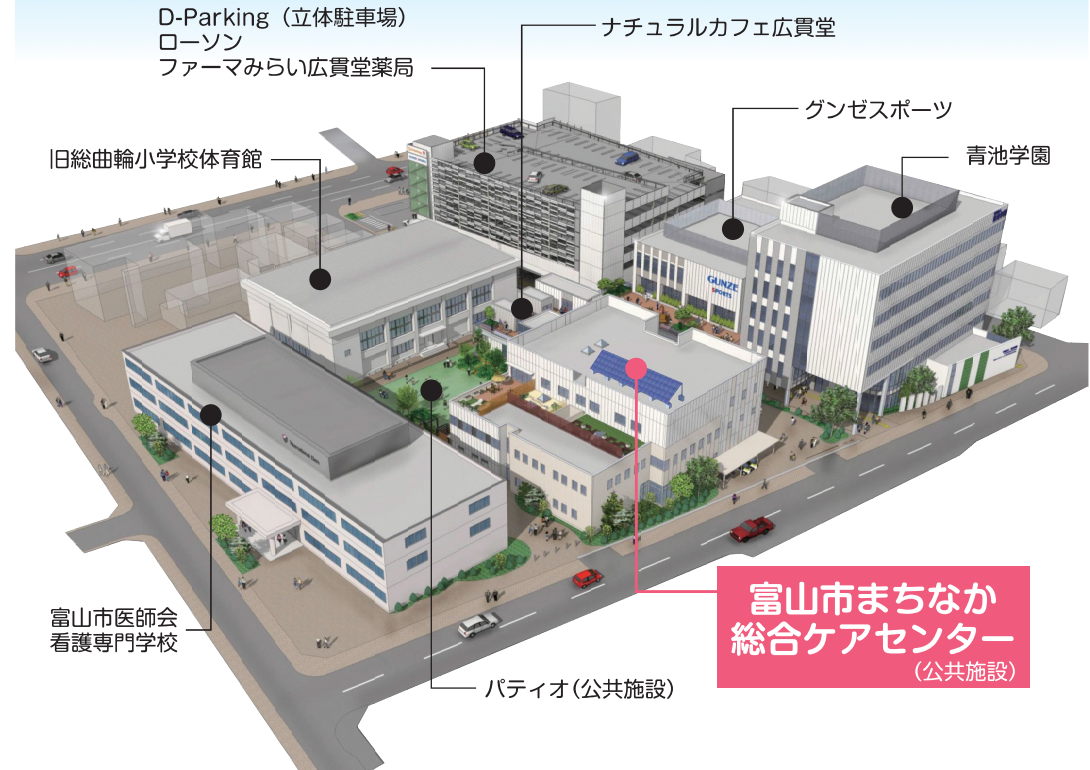 D-Parking（立体駐車場）
ローソン
ファーマみらい広貫堂薬局
ナチュラルカフェ広貫堂
グンゼスポーツ
青池学園
旧総曲輪小学校体育館
GUNZE
SPORTS
富山市医師会
看護専門学校
パティオ（公共施設）
富山市まちなか
総合ケアセンター
（公共施設）